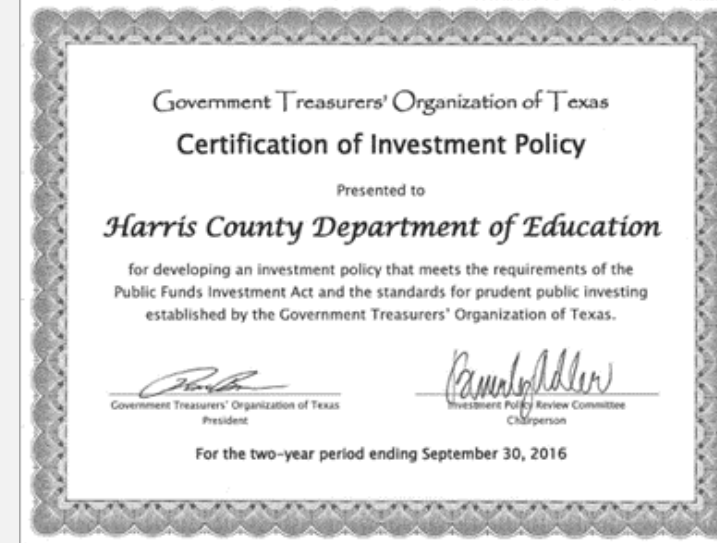 Government Treasurers' Organization of Texas
Certification of Investment Policy
Presented to
Harris County Department of Education
for developing an investment policy that meets the requirements of the
Public Funds Investment Act and the standards for prudent public investing
established by the Government Treasurers' Organization of Texas.
Government Treasurers' Organization of Texas
President
Investment Policy Review Committee
Chairperson
For the two-year period ending September 30, 2016